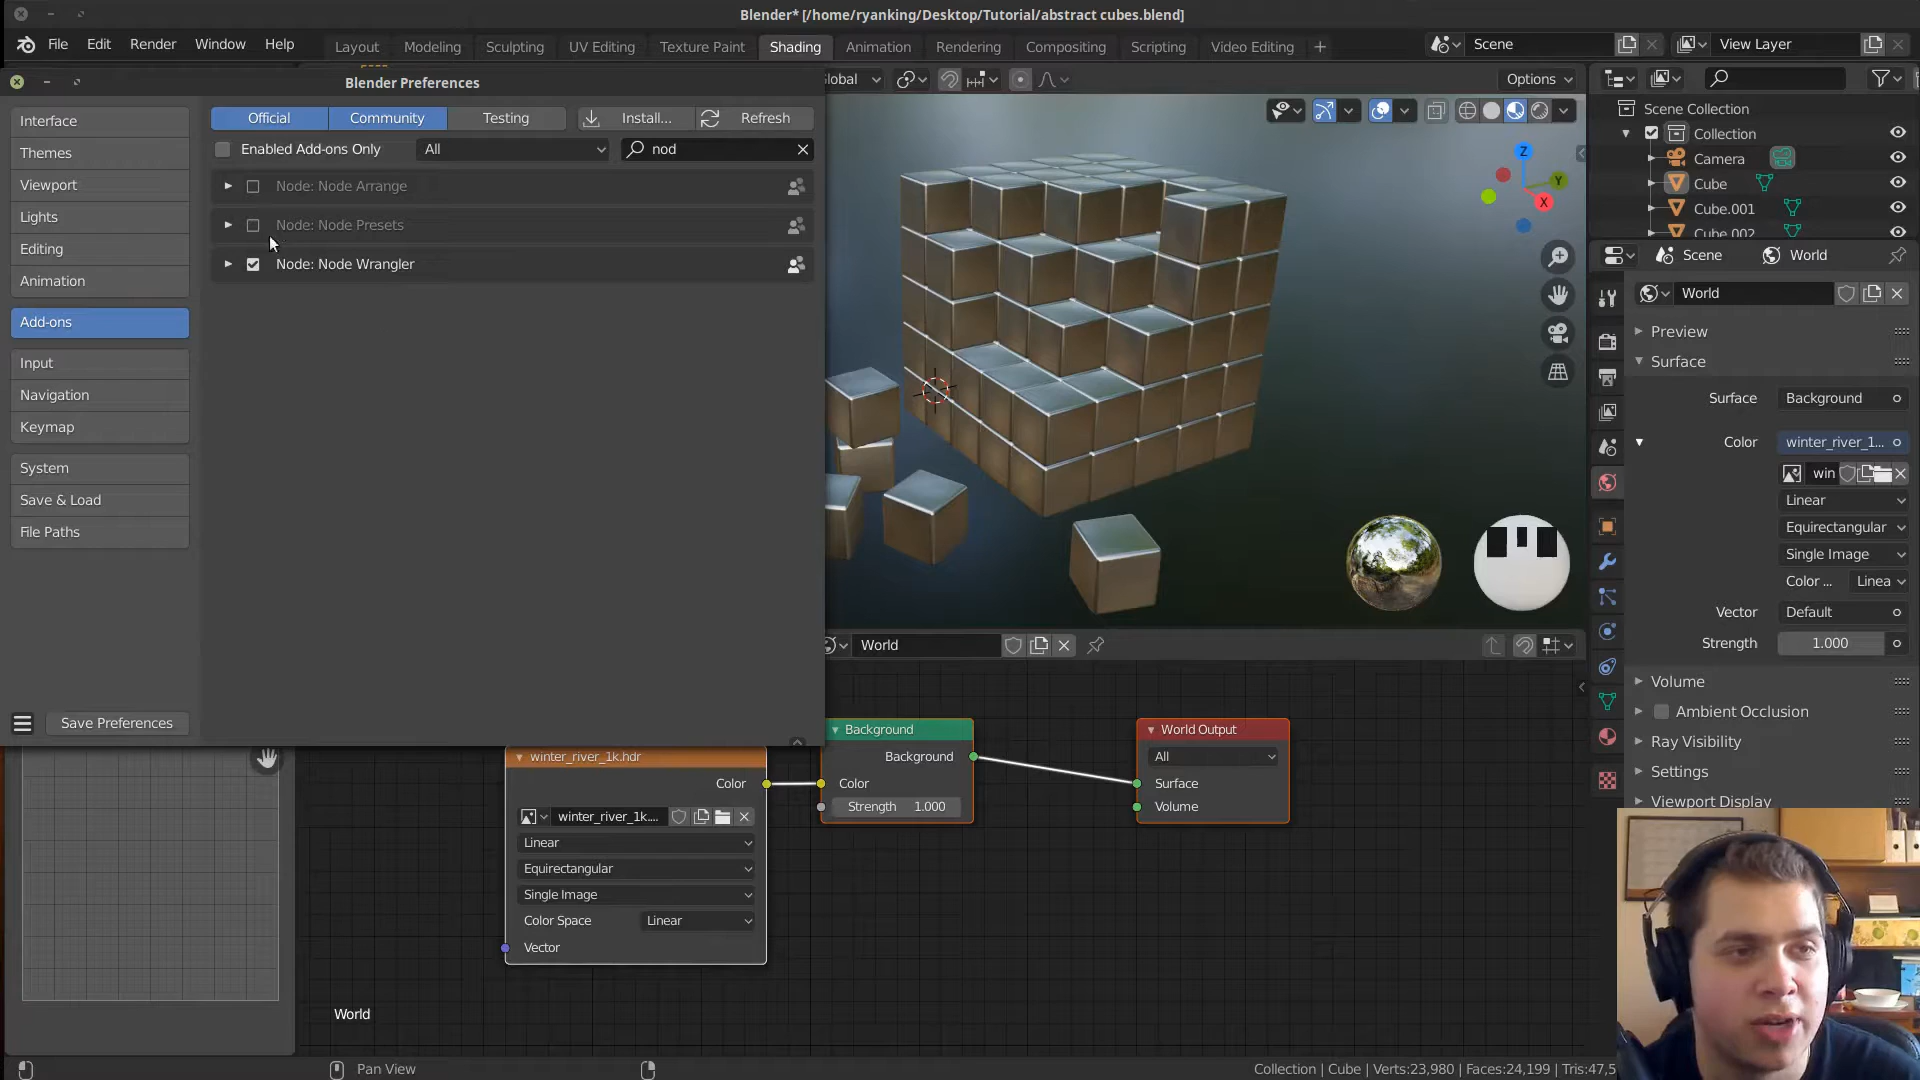 Blender* [/home/ryanking/Desktop/Tutorial/abstract cubes.blend]
File Edit Render Window Help Layout Modeling Sculpting UV Editing Texture Paint Shading Animation Rendering Compositing Scripting Video Editing + Scene View Layer
Blender Preferences
lobal Options
Interface
Themes
Viewport
Lights
Editing
Animation
Add-ons
Input
Navigation
Keymap
System
Save & Load
File Paths
Save Preferences
Official Community Testing Install... Refresh
Enabled Add-ons Only All nod
Node: Node Arrange
Node: Node Presets
Node: Node Wrangler
Z
Y
X
Scene Collection
Collection
Camera
Cube
Cube.001
Cube.002
Scene World
World
Preview
Surface
Surface Background
Color winter_river_1...
win
Linear
Equirectangular
Single Image
Color ... Linea
Vector Default
Strength 1.000
Volume
Ambient Occlusion
Ray Visibility
Settings
Viewport Display
World
winter_river_1k.hdr
Color
winter_river_1k....
Linear
Equirectangular
Single Image
Color Space Linear
Vector
Background
Background
Color
Strength 1.000
World Output
All
Surface
Volume
World
Pan View
Collection | Cube | Verts:23,980 | Faces:24,199 | Tris:47,5